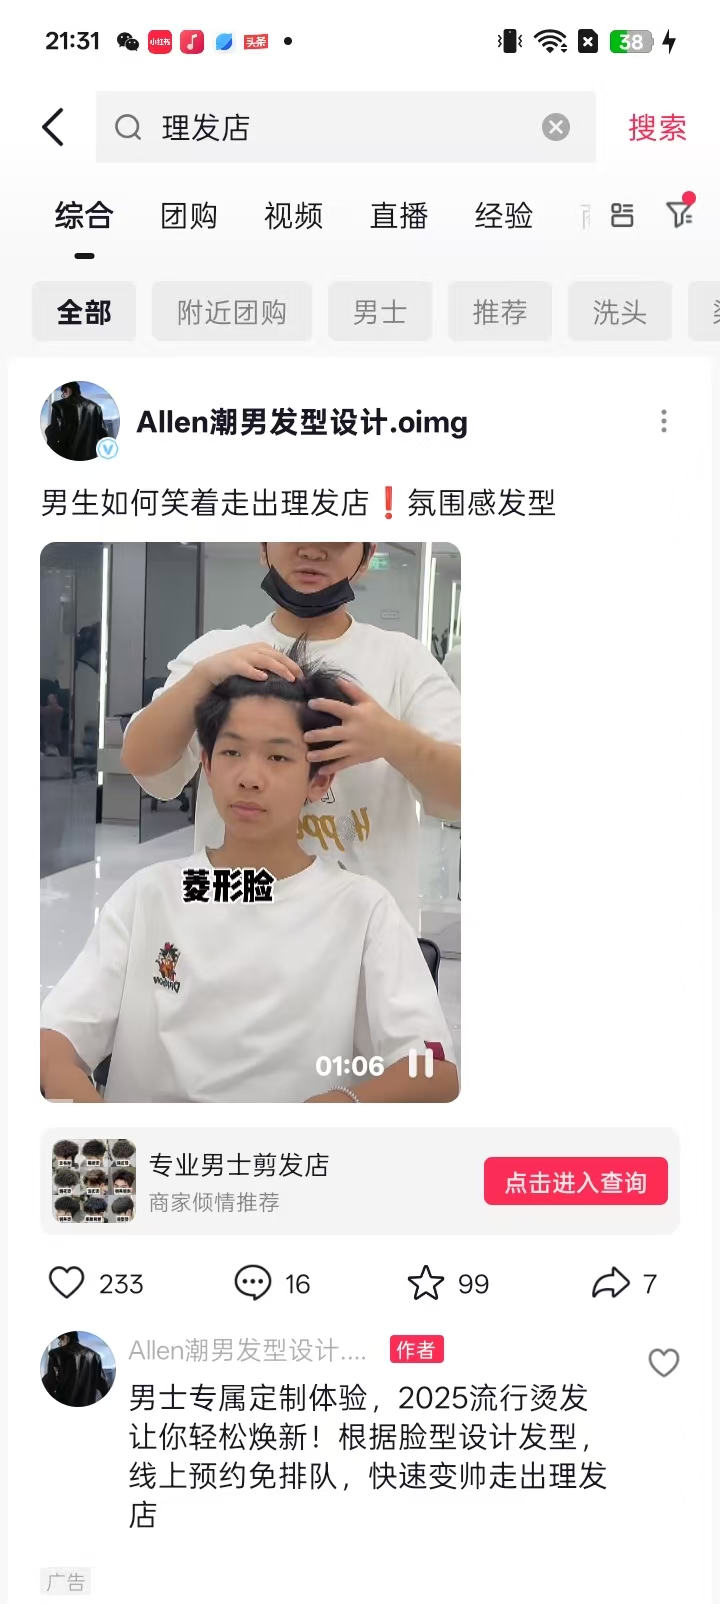 21:31
小红书
头条
38
理发店
搜索
综合
团购
视频
直播
经验
全部
附近团购
男士
推荐
洗头
Allen潮男发型设计.oimg
男生如何笑着走出理发店❗氛围感发型
菱形脸
01:06
专业男士剪发店
商家倾情推荐
点击进入查询
233
16
99
7
Allen潮男发型设计....
作者
男士专属定制体验，2025流行烫发
让你轻松焕新！根据脸型设计发型，
线上预约免排队，快速变帅走出理发
店
广告